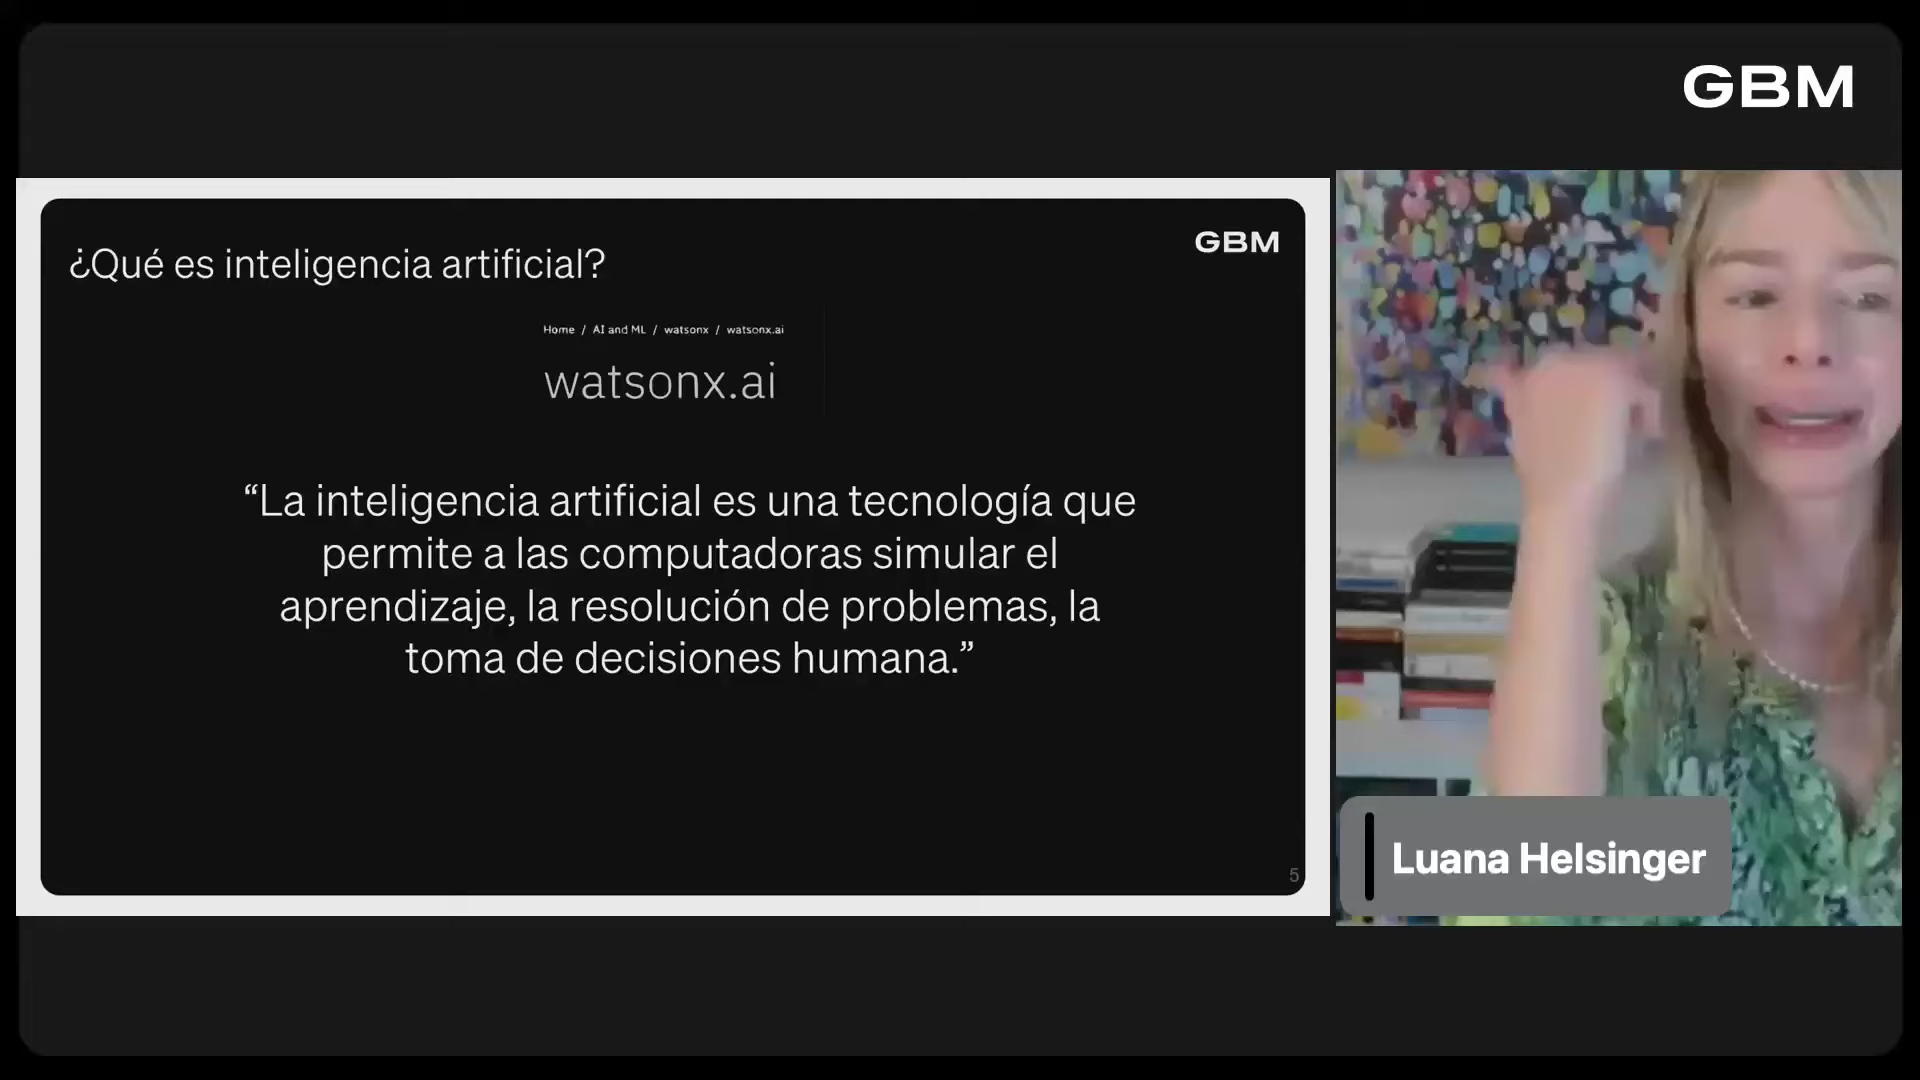 GBM
¿Qué es inteligencia artificial?
GBM
Home / AI and ML / watsonx / watsonx.ai
watsonx.ai
“La inteligencia artificial es una tecnología que
permite a las computadoras simular el
aprendizaje, la resolución de problemas, la
toma de decisiones humana.”
5
Luana Helsinger